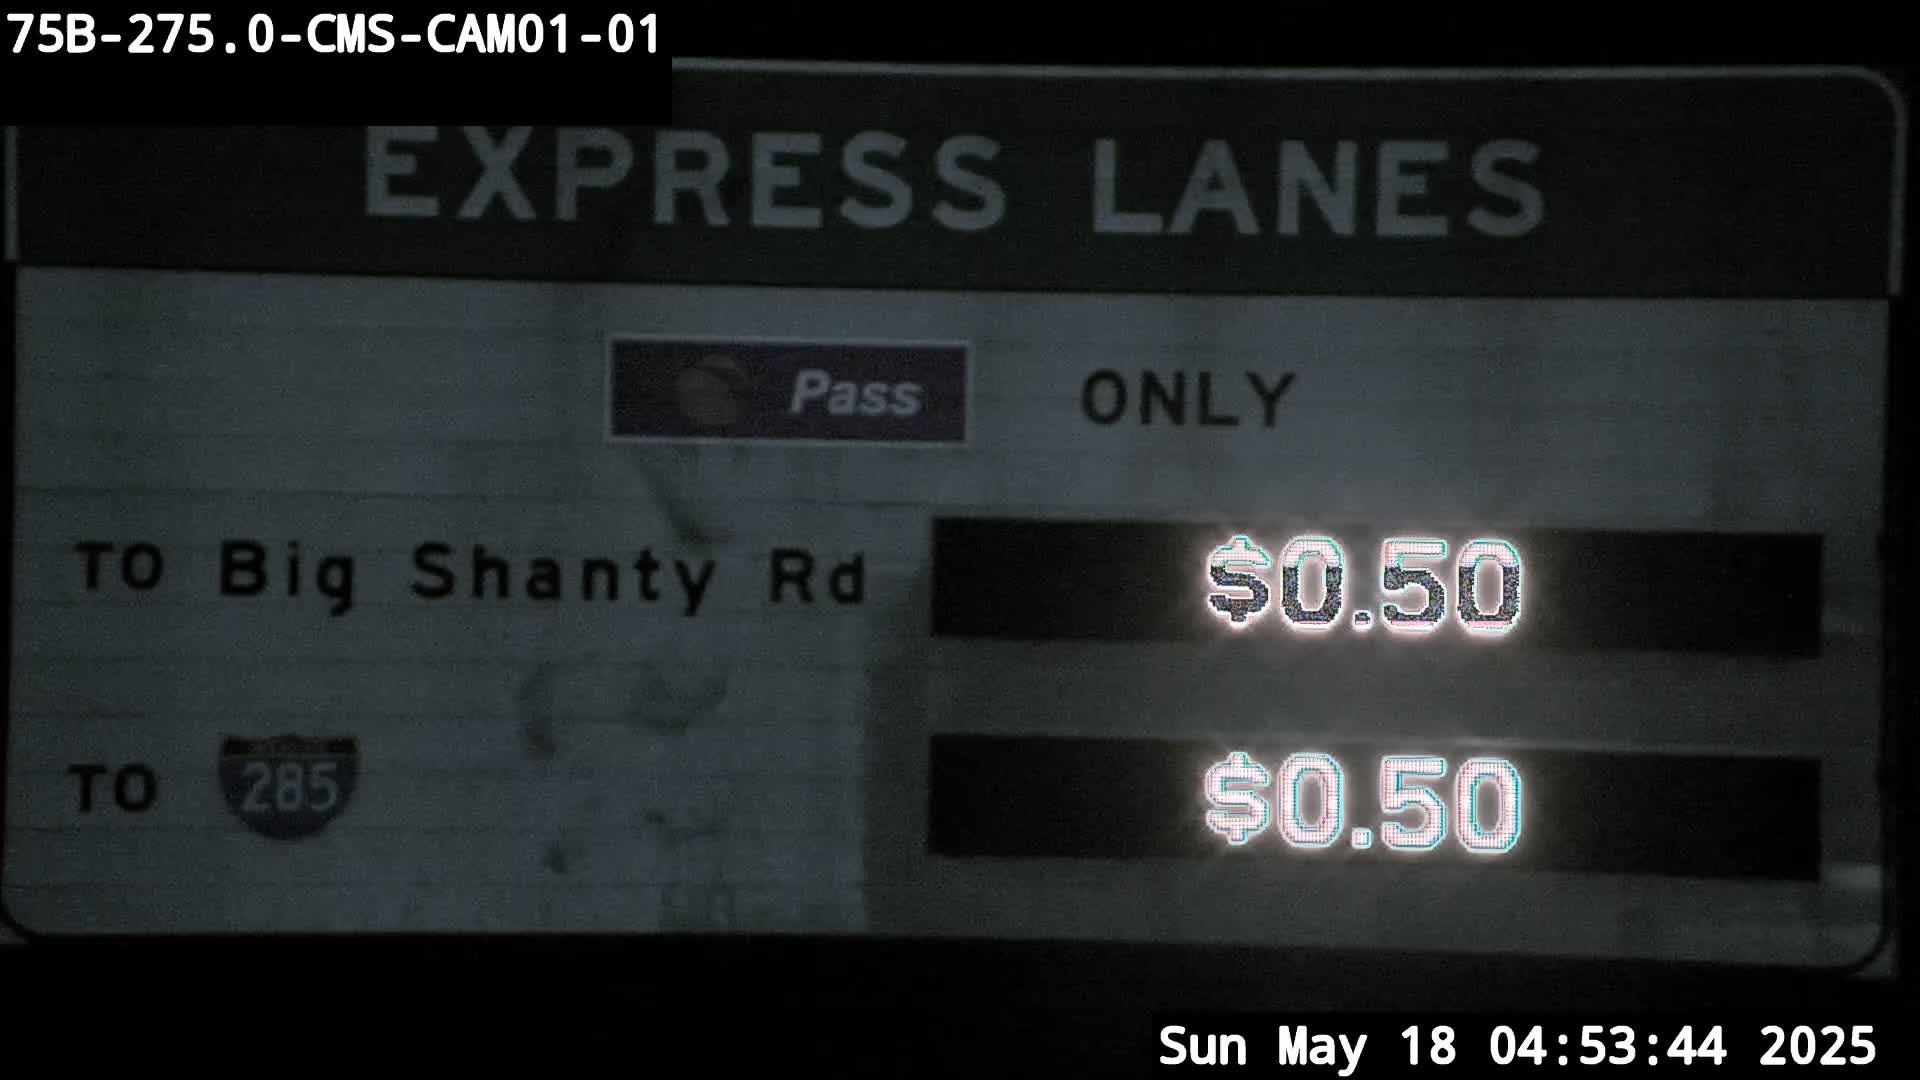 75B-275.0-CMS-CAM01-01
EXPRESS LANES
Pass ONLY
TO Big Shanty Rd $0.50
TO 285 $0.50
Sun May 18 04:53:44 2025